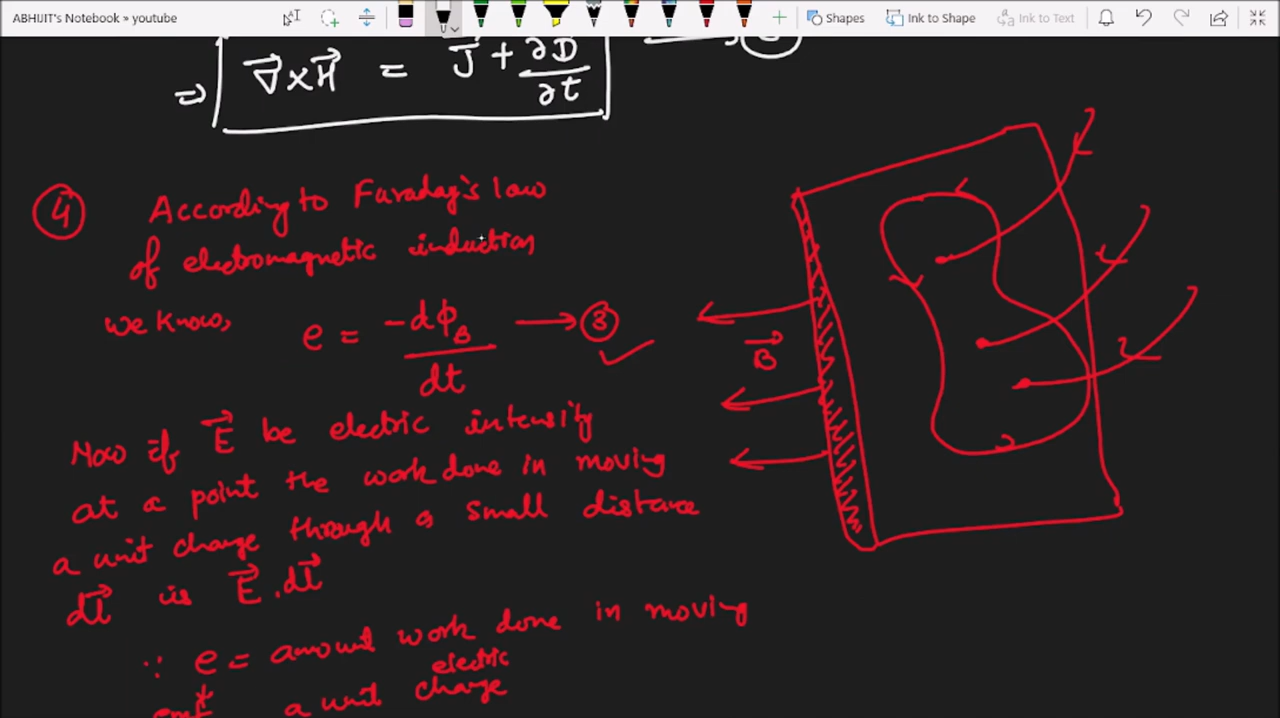 ABHIJIT's Notebook » youtube
Shapes
Ink to Shape
Ink to Text
⇒ ∇⃗×H⃗ = J⃗ + ∂D⃗/∂t
④ According to Faraday's law
of electromagnetic induction
we know,
e = -dϕ_B/dt → ③
Now if E⃗ be electric intensity
at a point the work done in moving
a unit charge through a small distance
dl⃗ is E⃗.dl⃗
∵ e = amount work done in moving
emf a unit electric charge
B⃗